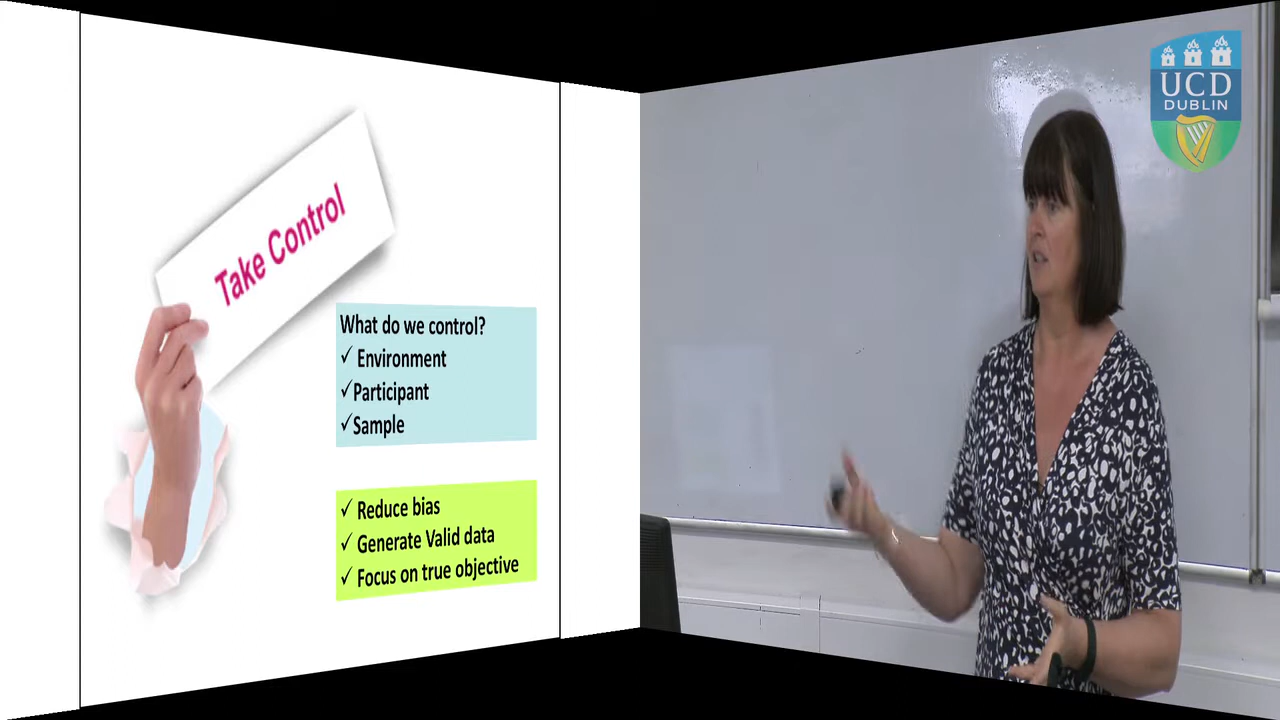 Take Control
What do we control?
✓ Environment
✓Participant
✓Sample
✓ Reduce bias
✓ Generate Valid data
✓ Focus on true objective
UCD
DUBLIN